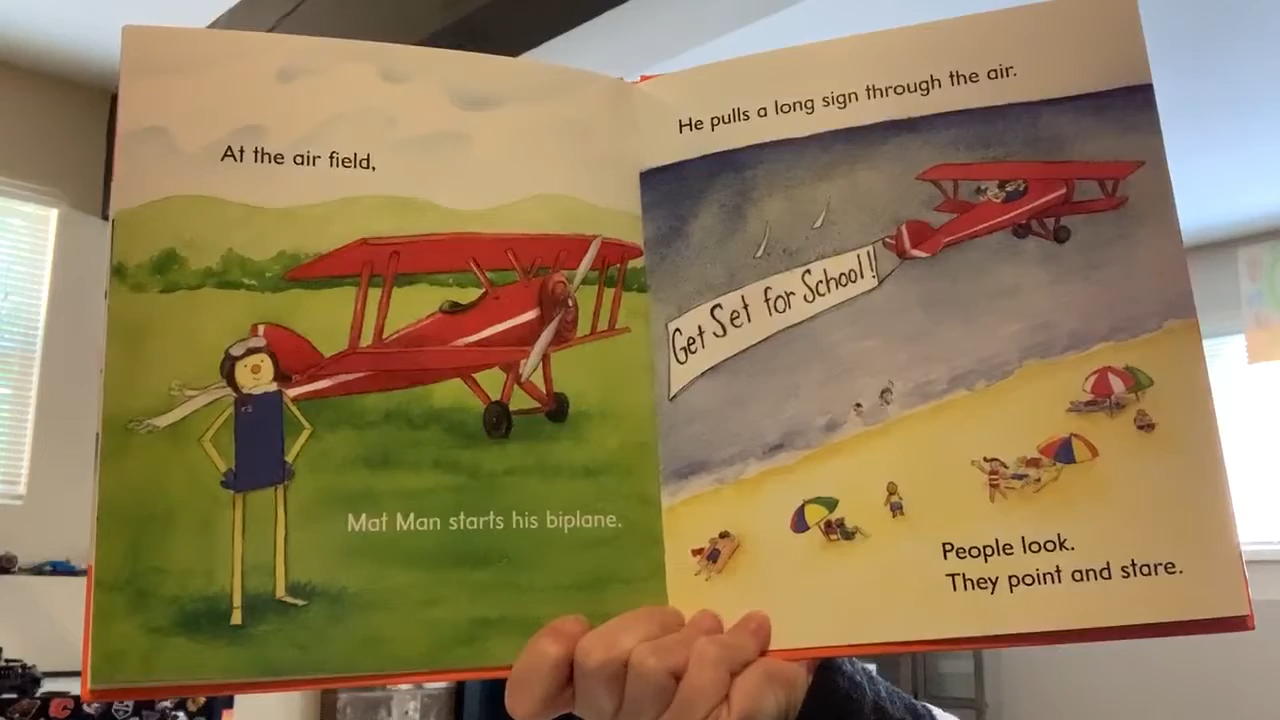 At the air field,
Mat Man starts his biplane.
He pulls a long sign through the air.
Get Set for School!!
People look.
They point and stare.